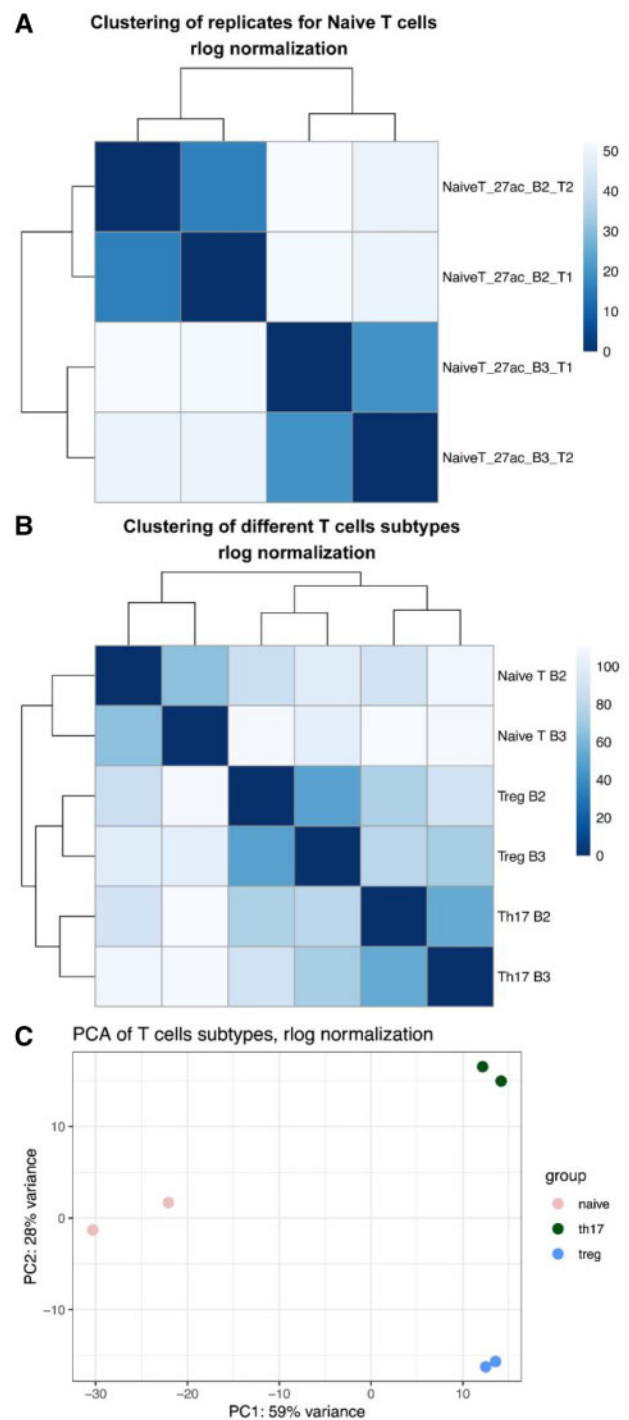 A
Clustering of replicates for Naive T cells
rlog normalization
50
40
30
20
10
0
NaiveT_27ac_B2_T2
NaiveT_27ac_B2_T1
NaiveT_27ac_B3_T1
NaiveT_27ac_B3_T2
B
Clustering of different T cells subtypes
rlog normalization
100
80
60
40
20
0
Naive T B2
Naive T B3
Treg B2
Treg B3
Th17 B2
Th17 B3
C
PCA of T cells subtypes, rlog normalization
PC2: 28% variance
10
0
−10
−30
−20
−10
0
10
PC1: 59% variance
group
naive
th17
treg